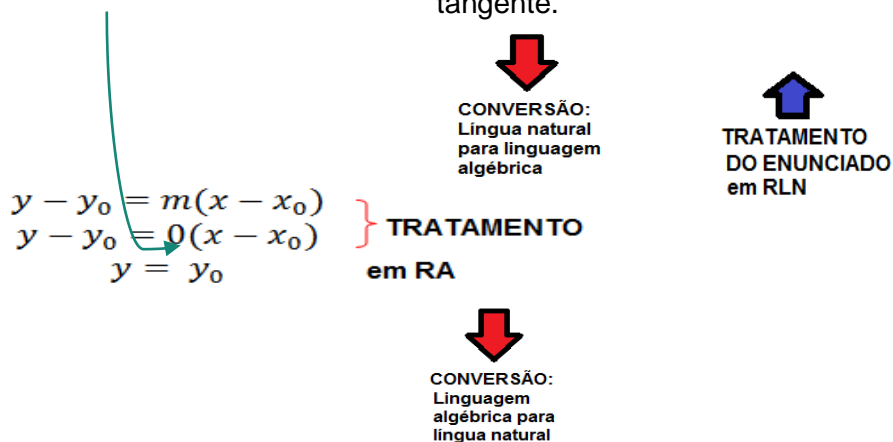 tangente.
CONVERSÃO:
Língua natural
para linguagem
algébrica
TRATAMENTO
DO ENUNCIADO
em RLN
y − y₀ = m(x − x₀)
y − y₀ = 0(x − x₀)
y = y₀
TRATAMENTO
em RA
CONVERSÃO:
Linguagem
algébrica para
língua natural